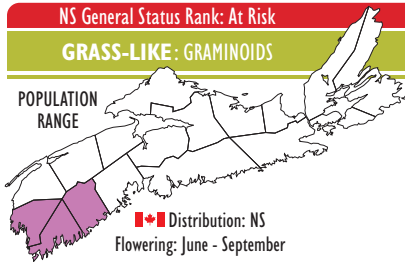 NS General Status Rank: At Risk
GRASS-LIKE: GRAMINOIDS
POPULATION
RANGE
Distribution: NS
Flowering: June - September